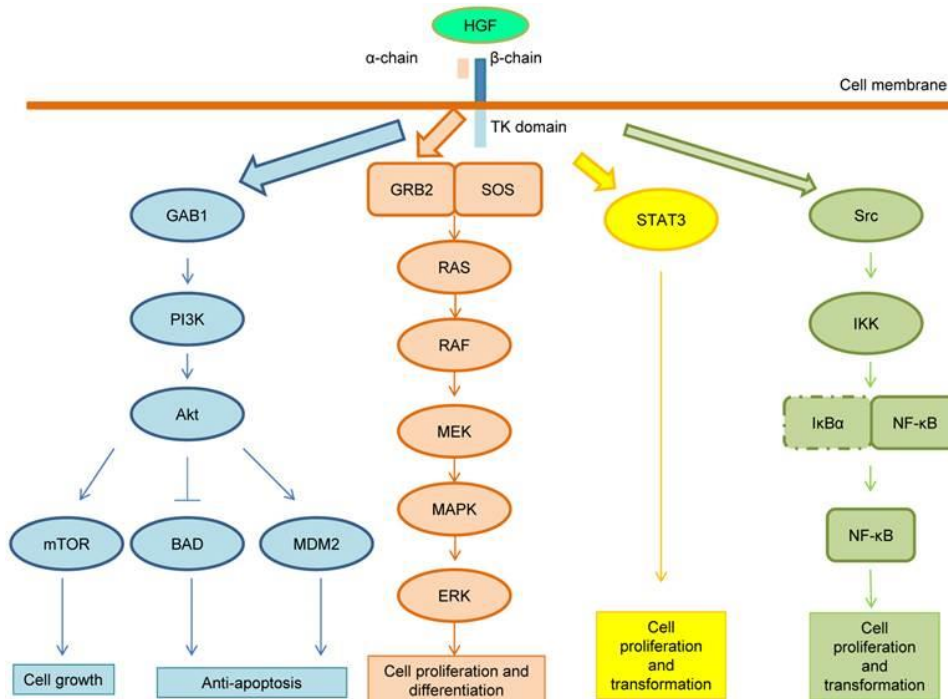 HGF
α-chain
β-chain
Cell membrane
TK domain
GAB1
PI3K
Akt
mTOR
BAD
MDM2
Cell growth
Anti-apoptosis
GRB2
SOS
RAS
RAF
MEK
MAPK
ERK
Cell proliferation and
differentiation
STAT3
Cell
proliferation
and
transformation
Src
IKK
IκBα
NF-κB
NF-κB
Cell
proliferation and
transformation